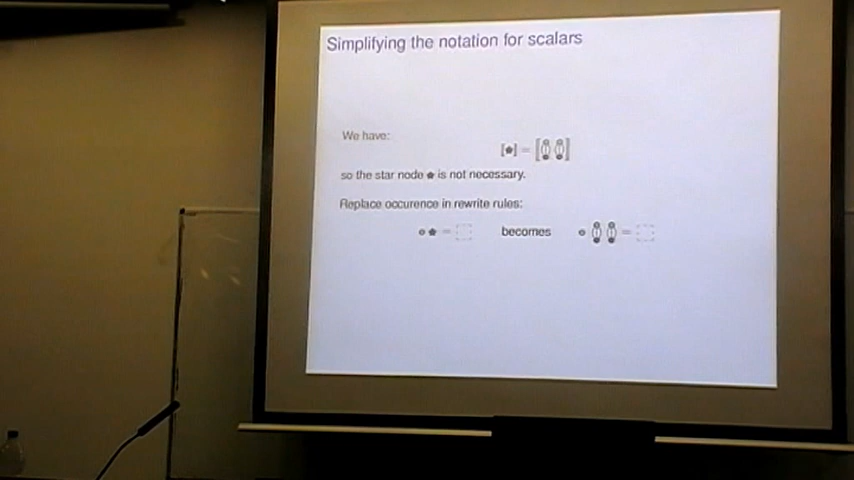 Simplifying the notation for scalars
We have:
so the star node ★ is not necessary.
Replace occurence in rewrite rules:
becomes